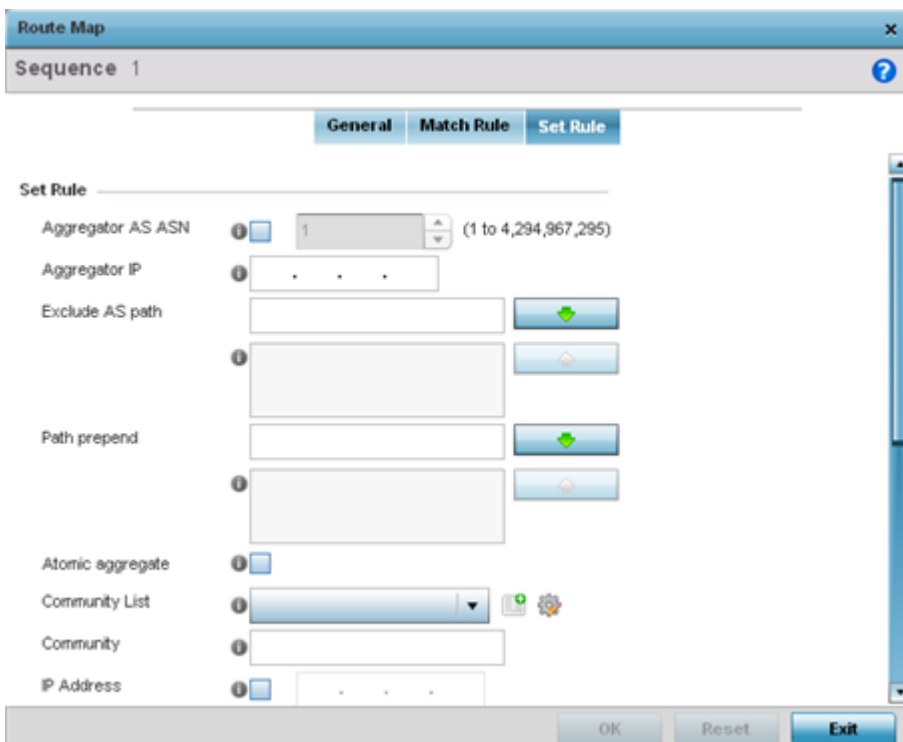 Route Map x
Sequence 1 ?
General Match Rule Set Rule
Set Rule
Aggregator AS ASN i 1 (1 to 4,294,967,295)
Aggregator IP i . . .
Exclude AS path
i
Path prepend
i
Atomic aggregate i
Community List i
Community i
IP Address i . . .
OK Reset Exit